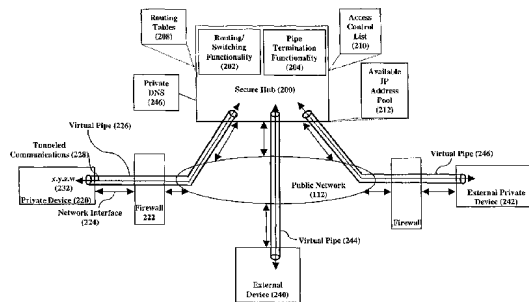 Routing
Tables
(208)
Routing/
Switching
Functionality
(202)
Pipe
Termination
Functionality
(204)
Access
Control
List
(210)
Private
DNS
(206)
Secure Hub (200)
Available
IP
Address
Pool
(212)
Virtual Pipe (226)
Tunneled
Communications (228)
x.y.z.w
(232)
Private Device (220)
Network Interface
(224)
Firewall
222
Public Network
(112)
Virtual Pipe (246)
Firewall
External Private
Device (242)
Virtual Pipe (244)
External
Device (240)